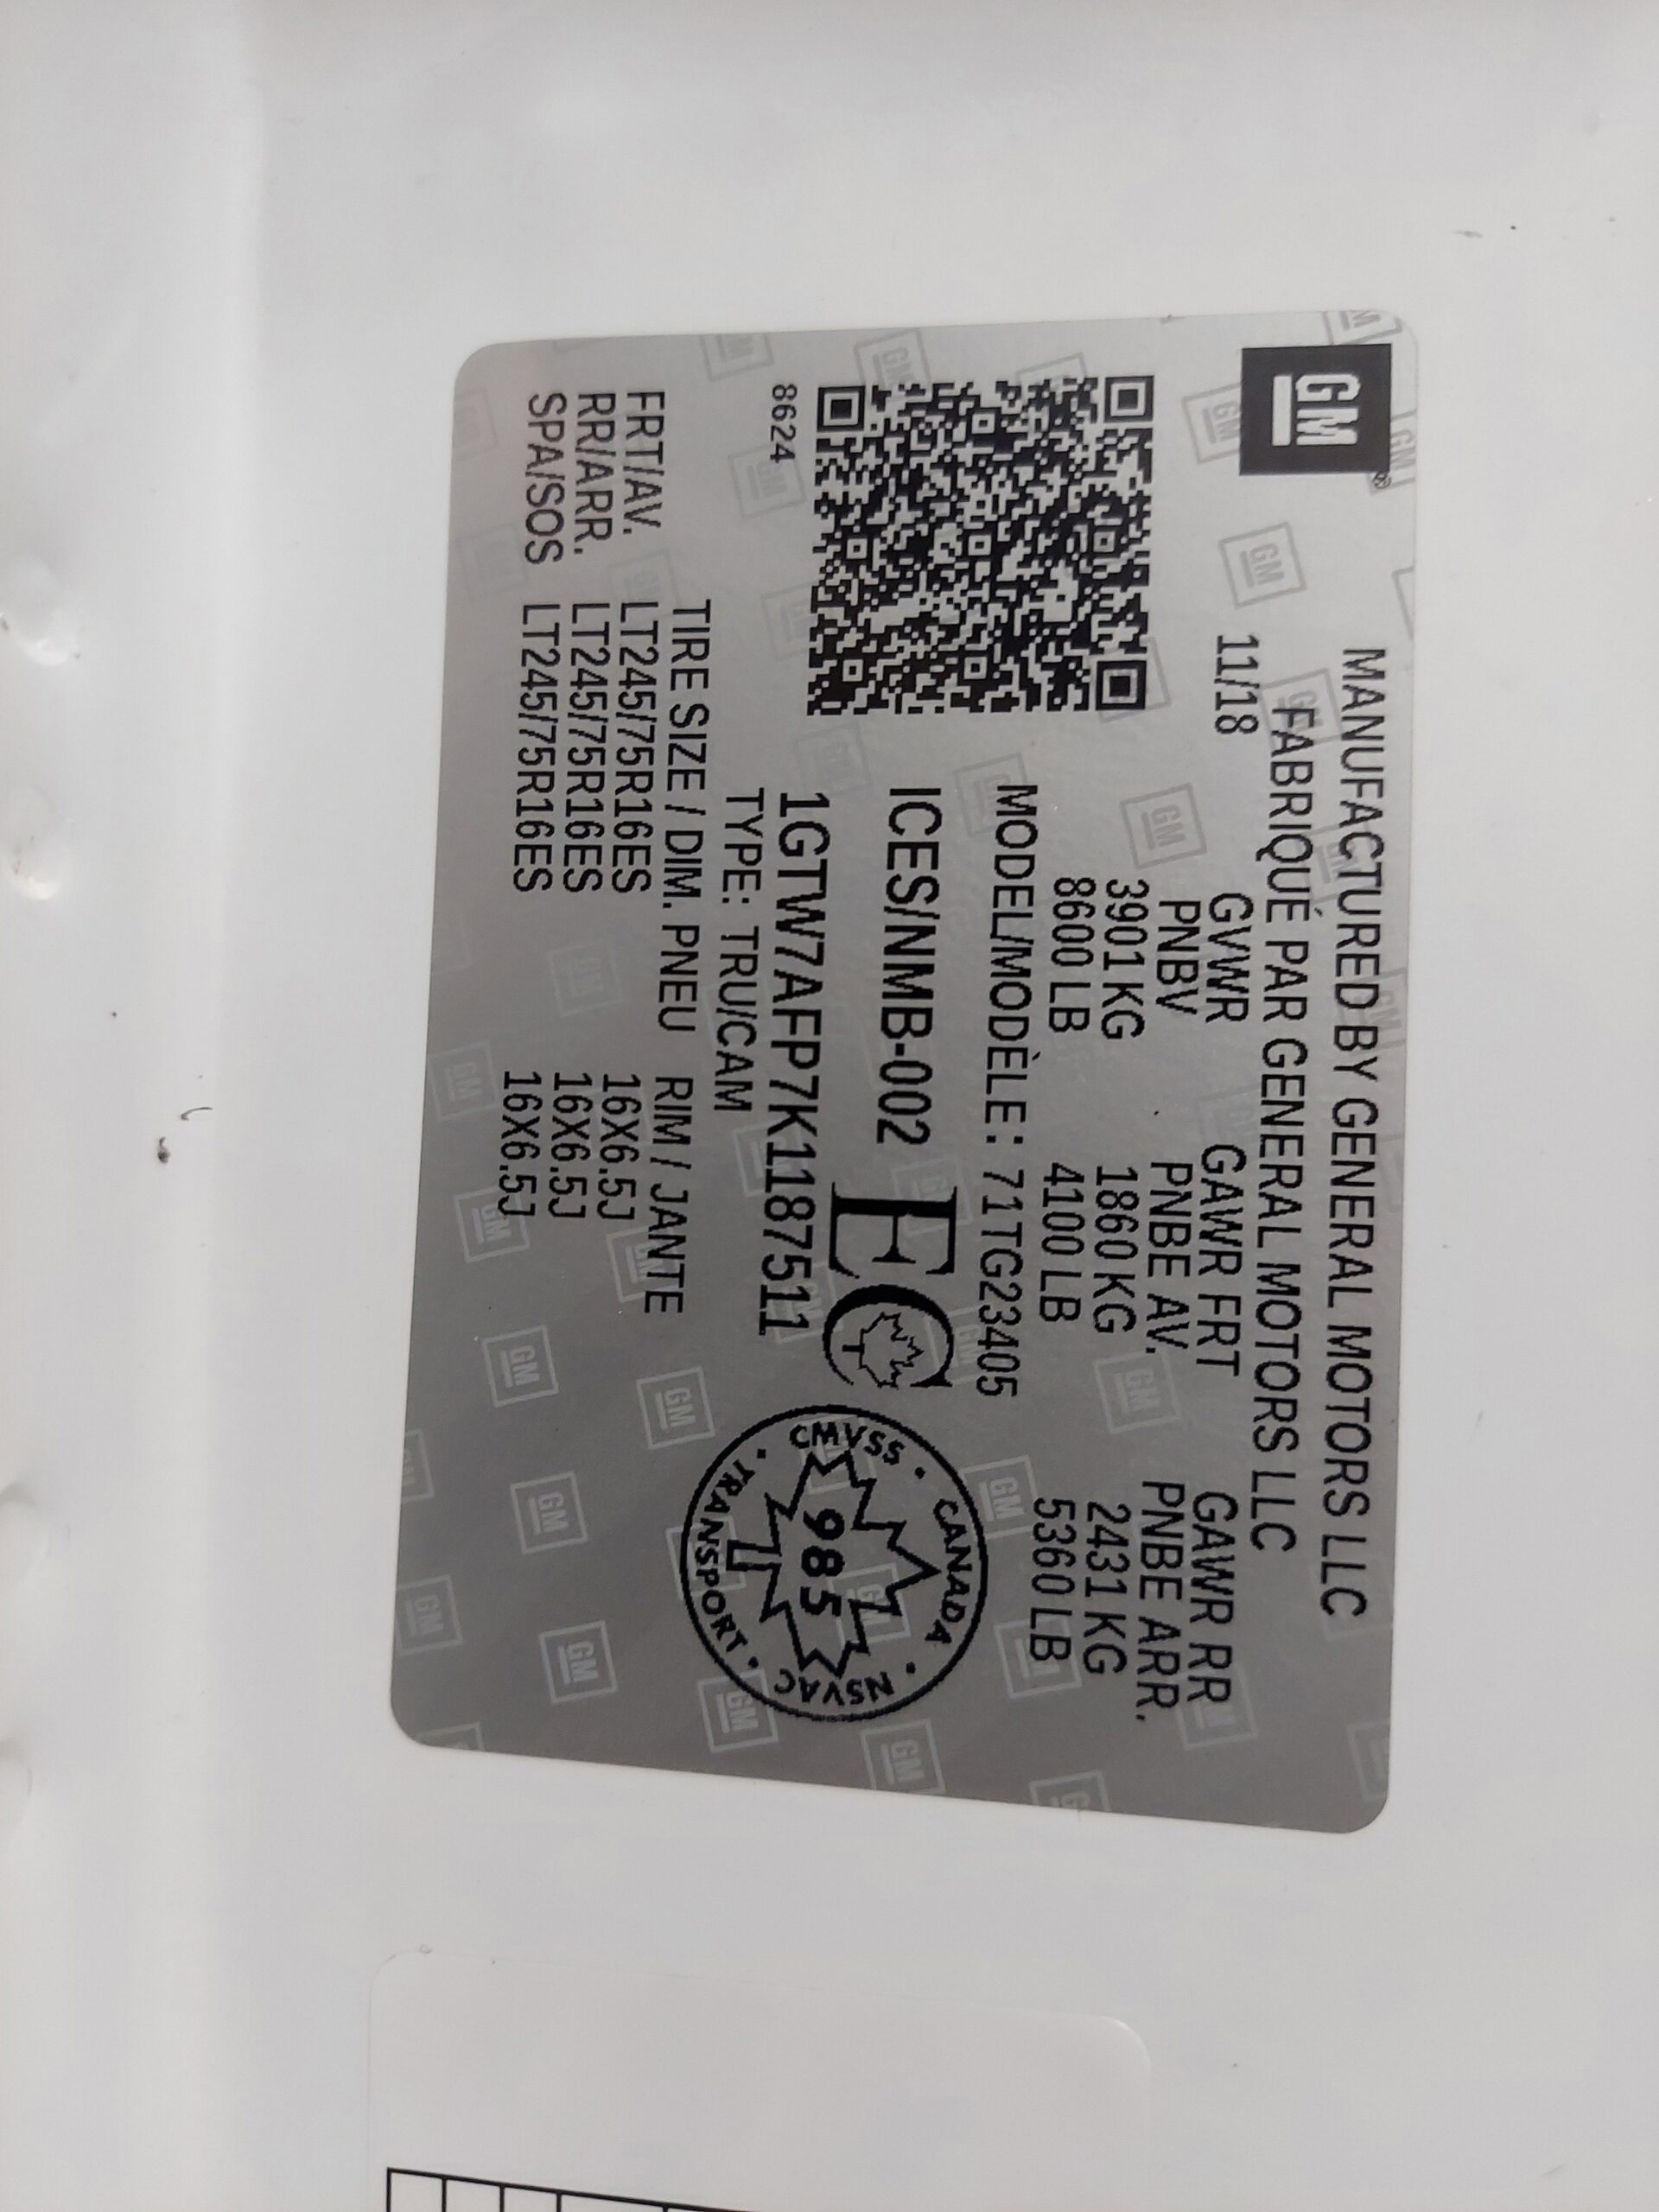 GM
MANUFACTURED BY GENERAL MOTORS LLC
FABRIQUÉ PAR GENERAL MOTORS LLC
11/18 GVWR GAWR FRT GAWR RR
PNBV PNBE AV. PNBE ARR.
3901 KG 1860 KG 2431 KG
8600 LB 4100 LB 5360 LB
MODEL/MODÈLE: 71TG23405
ICES/NMB-002 EC
8624
1GTW7AFP7K1187511
TYPE: TRU/CAM
CANADA • NSVAC • TRANSPORT • CMVSS •
985
TIRE SIZE / DIM. PNEU RIM / JANTE
FRT/AV. LT245/75R16ES 16X6.5J
RR/ARR. LT245/75R16ES 16X6.5J
SPA/SOS LT245/75R16ES 16X6.5J